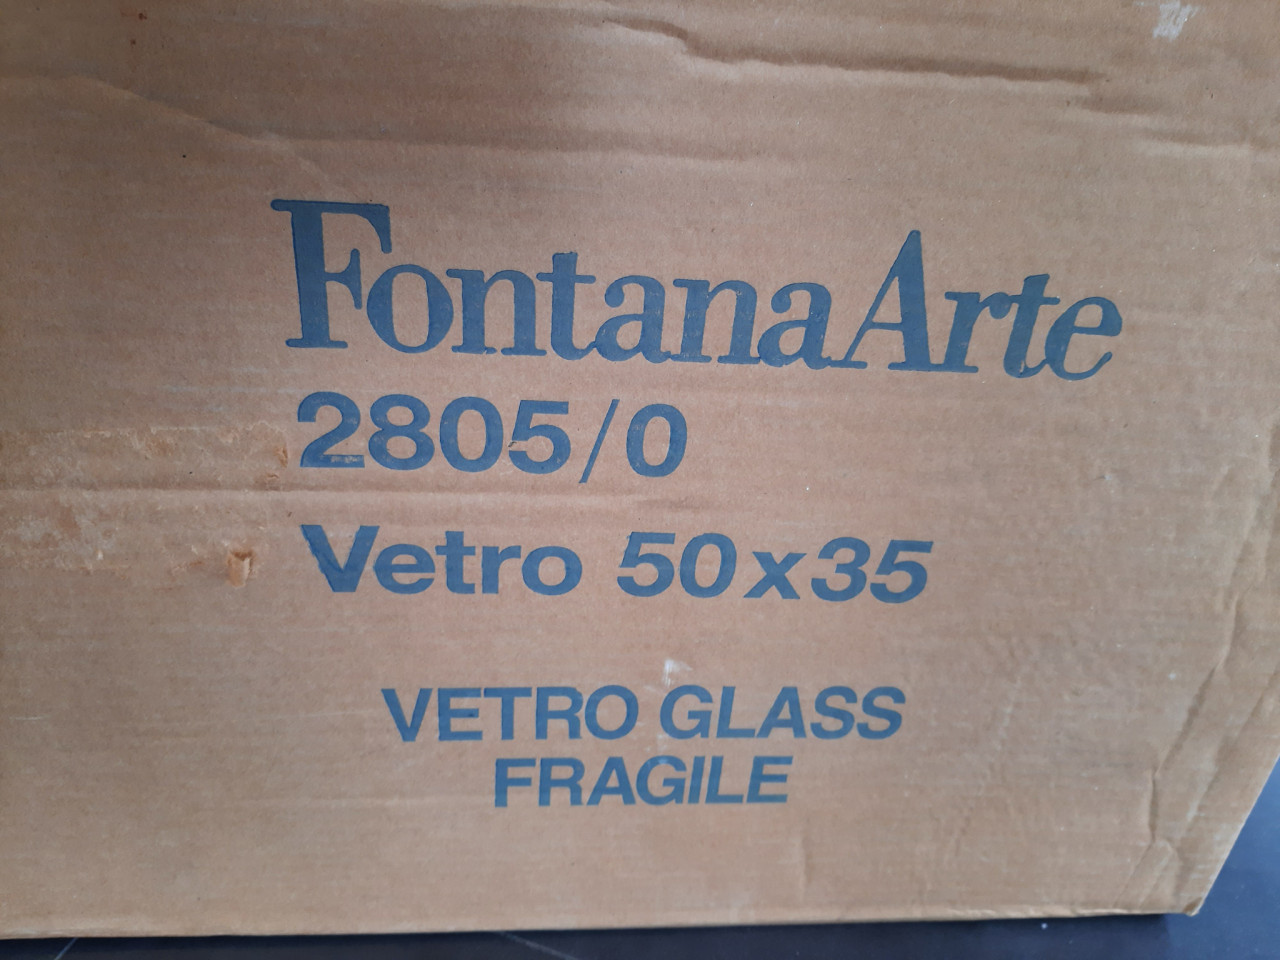 FontanaArte
2805/0
Vetro 50x35
VETRO GLASS
FRAGILE